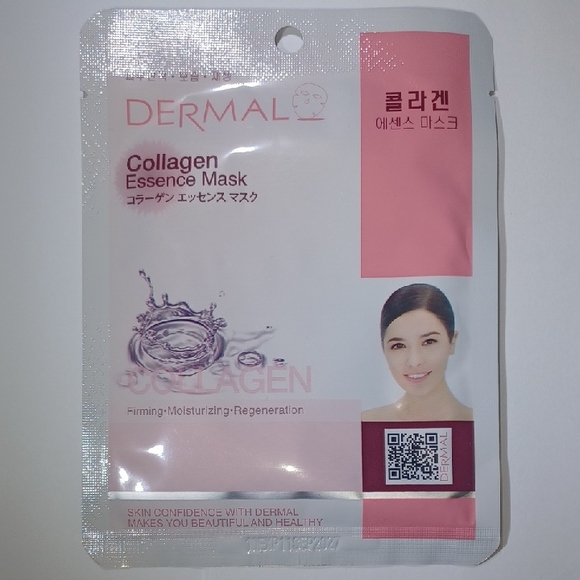 DERMAL
콜라겐
에센스 마스크
Collagen
Essence Mask
コラーゲン エッセンス マスク
COLLAGEN
Firming·Moisturizing·Regeneration
DERMAL
SKIN CONFIDENCE WITH DERMAL
MAKES YOU BEAUTIFUL AND HEALTHY